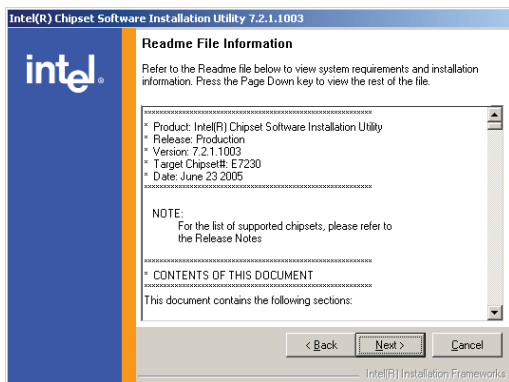 Intel(R) Chipset Software Installation Utility 7.2.1.1003
intel®
Readme File Information
Refer to the Readme file below to view system requirements and installation
information. Press the Page Down key to view the rest of the file.
************************************************************
* Product: Intel(R) Chipset Software Installation Utility
* Release: Production
* Version: 7.2.1.1003
* Target Chipset#: E7230
* Date: June 23 2005
************************************************************
NOTE:
For the list of supported chipsets, please refer to
the Release Notes
************************************************************
* CONTENTS OF THIS DOCUMENT
************************************************************
This document contains the following sections:
< Back
Next >
Cancel
Intel(R) Installation Frameworks